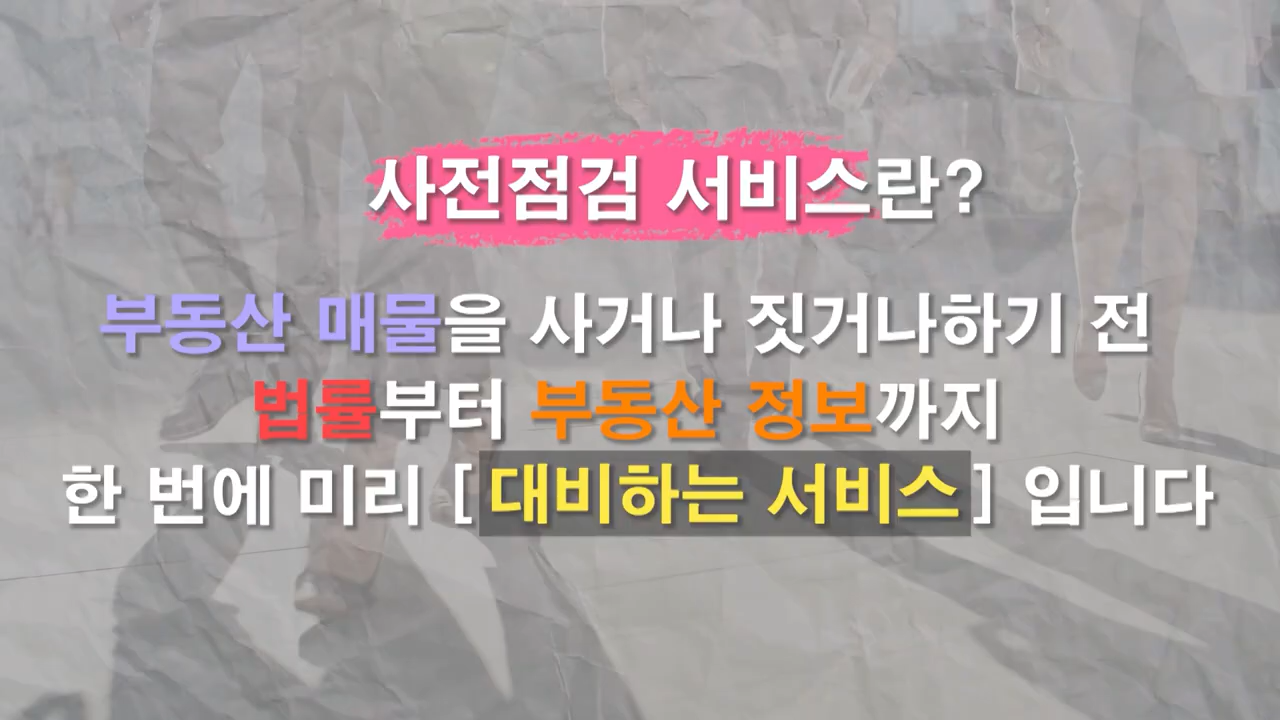 사전점검 서비스란?
부동산 매물을 사거나 짓거나하기 전
법률부터 부동산 정보까지
한 번에 미리 [ 대비하는 서비스 ] 입니다